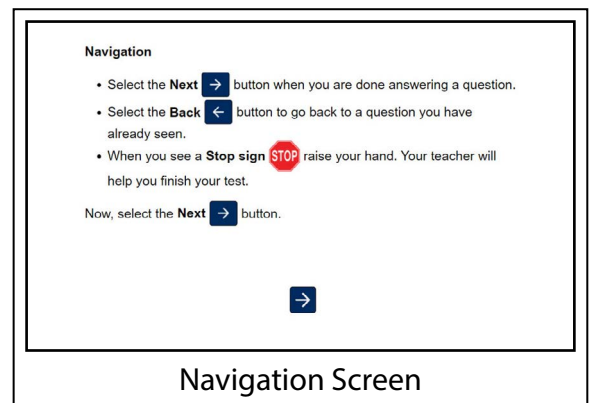 Navigation
• Select the Next → button when you are done answering a question.
• Select the Back ← button to go back to a question you have
already seen.
• When you see a Stop sign STOP raise your hand. Your teacher will
help you finish your test.
Now, select the Next → button.
→
Navigation Screen